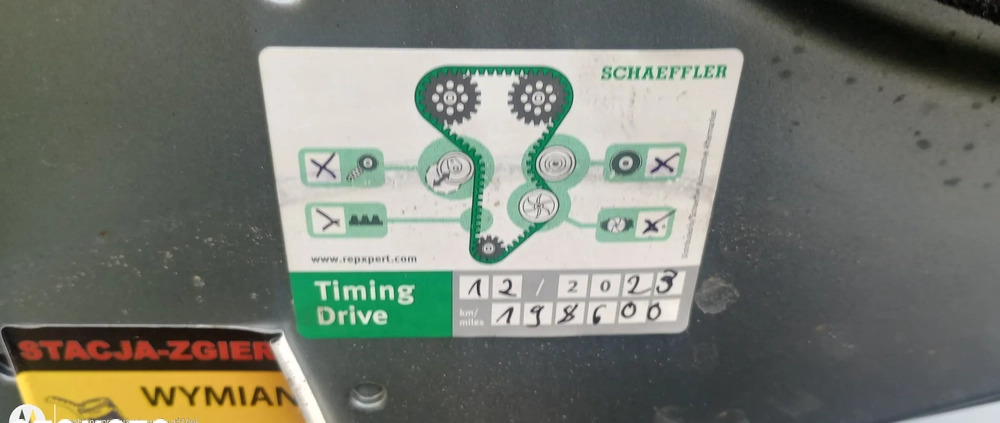 SCHAEFFLER
X
X
X
X
www.repxpert.com
Timing
Drive
12 / 2023
km/
miles
198600
STACJA-ZGIER
WYMIAN